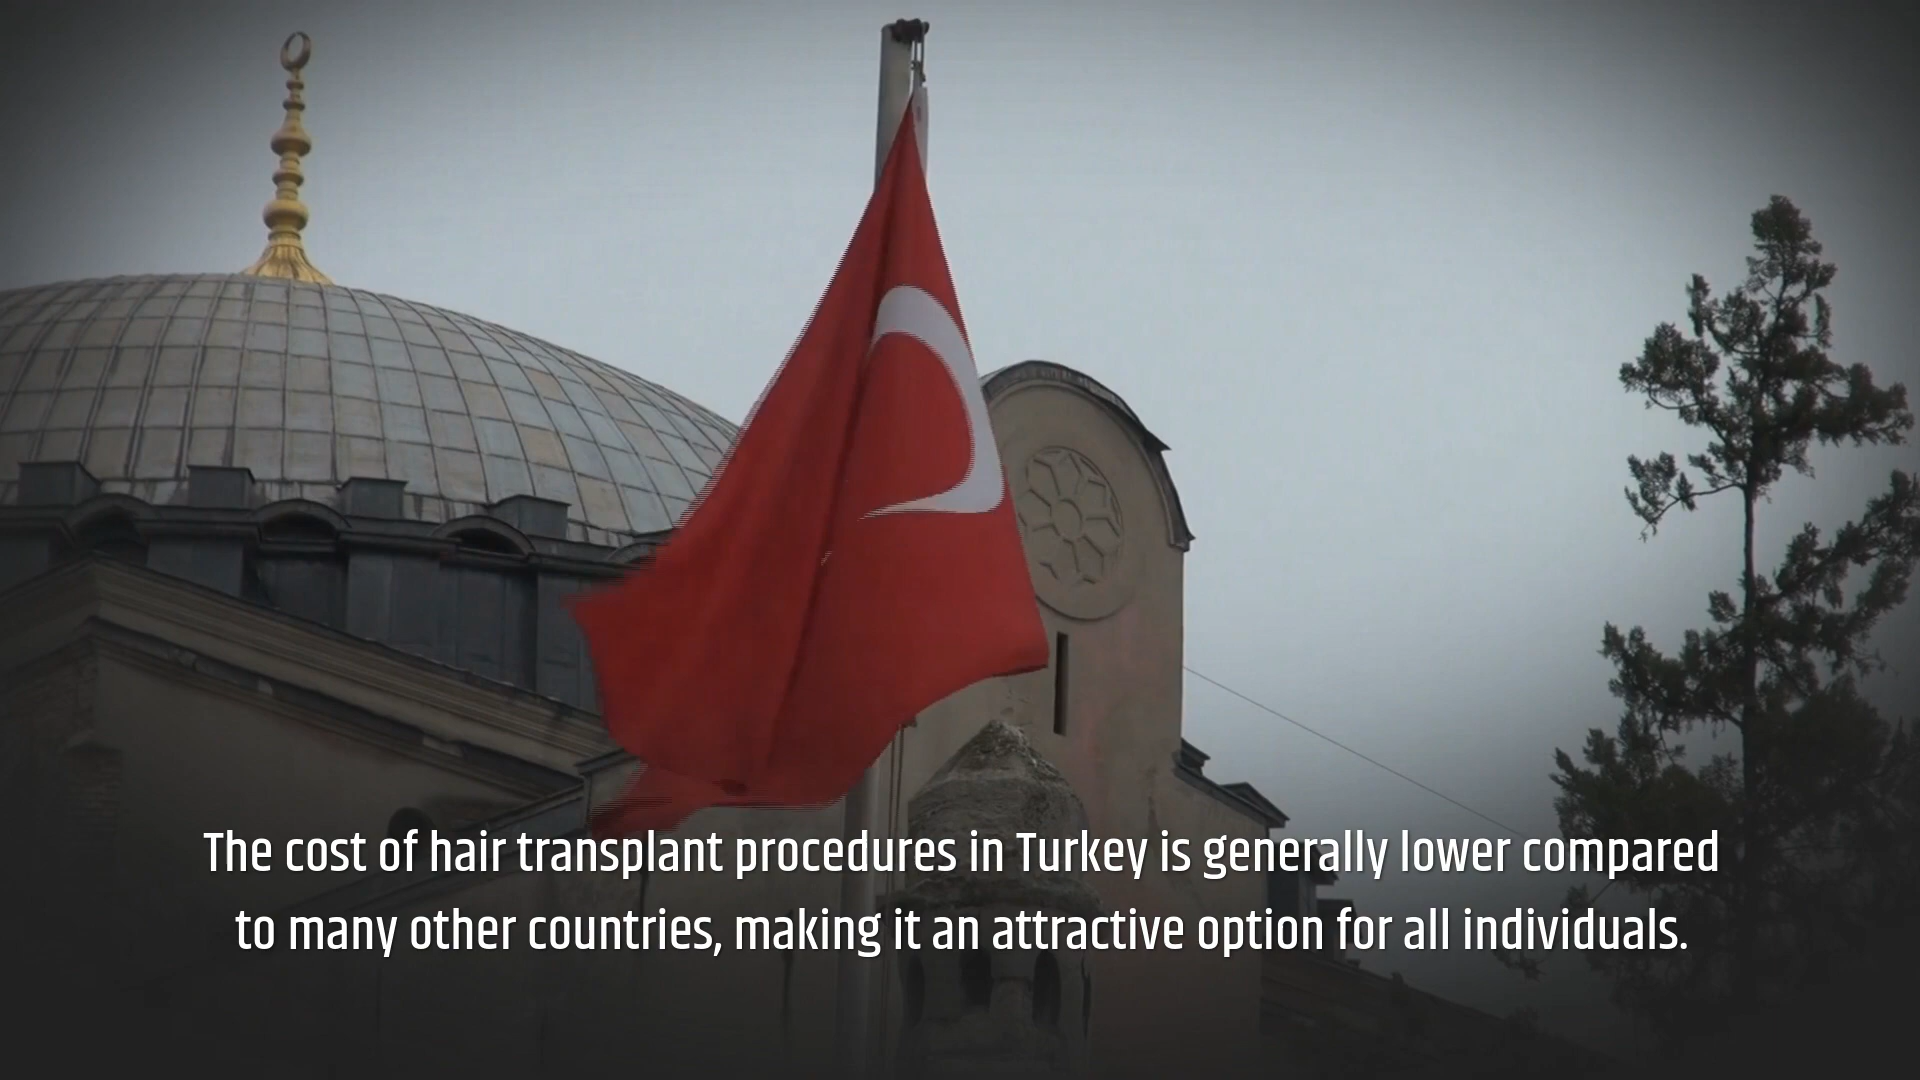 The cost of hair transplant procedures in Turkey is generally lower compared
to many other countries, making it an attractive option for all individuals.